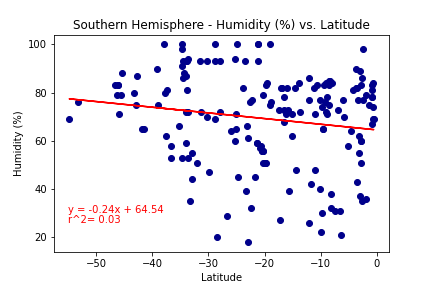 Southern Hemisphere - Humidity (%) vs. Latitude
100
80
60
40
20
Humidity (%)
y = -0.24x + 64.54
r^2= 0.03
−50 −40 −30 −20 −10 0
Latitude